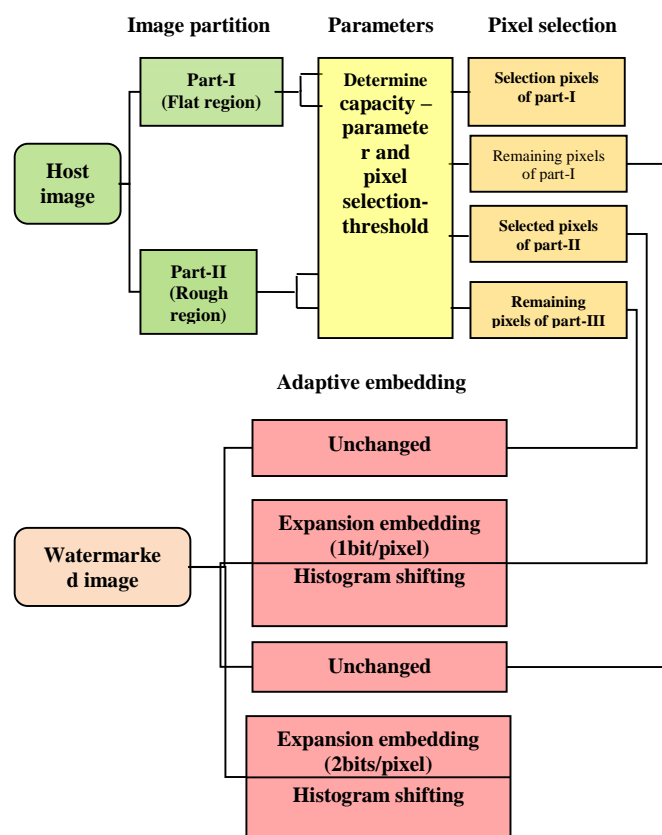 Image partition
Parameters
Pixel selection
Host
image
Part-I
(Flat region)
Part-II
(Rough
region)
Determine
capacity –
paramete
r and
pixel
selection-
threshold
Selection pixels
of part-I
Remaining pixels
of part-I
Selected pixels
of part-II
Remaining
pixels of part-III
Adaptive embedding
Unchanged
Expansion embedding
(1bit/pixel)
Histogram shifting
Watermarke
d image
Unchanged
Expansion embedding
(2bits/pixel)
Histogram shifting